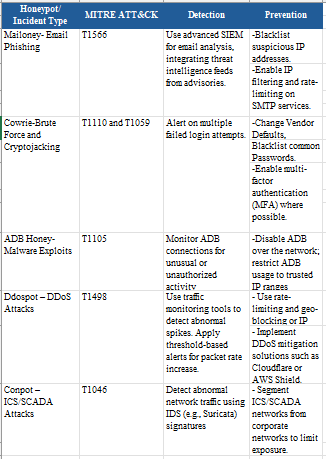 Honeypot/
Incident Type
MITRE ATT&CK
Detection
Prevention
Mailoney- Email
Phishing
T1566
Use advanced SIEM
for email analysis,
integrating threat
intelligence feeds
from advisories.
-Blacklist
suspicious IP
addresses.
-Enable IP
filtering and rate-
limiting on
SMTP services.
Cowrie-Brute
Force and
Cryptojacking
T1110 and T1059
Alert on multiple
failed login attempts.
-Change Vendor
Defaults,
Blacklist common
Passwords.
-Enable multi-
factor
authentication
(MFA) where
possible.
ADB Honey-
Malware Exploits
T1105
Monitor ADB
connections for
unusual or
unauthorized
activity
-Disable ADB
over the network;
restrict ADB
usage to trusted
IP ranges
Ddospot – DDoS
Attacks
T1498
Use traffic
monitoring tools to
detect abnormal
spikes. Apply
threshold-based
alerts for packet rate
increase.
- Use rate-
limiting and geo-
blocking or IP
- Implement
DDoS mitigation
solutions such as
Cloudflare or
AWS Shield.
Conpot –
ICS/SCADA
Attacks
T1046
Detect abnormal
network traffic using
IDS (e.g., Suricata)
signatures
- Segment
ICS/SCADA
networks from
corporate
networks to limit
exposure.